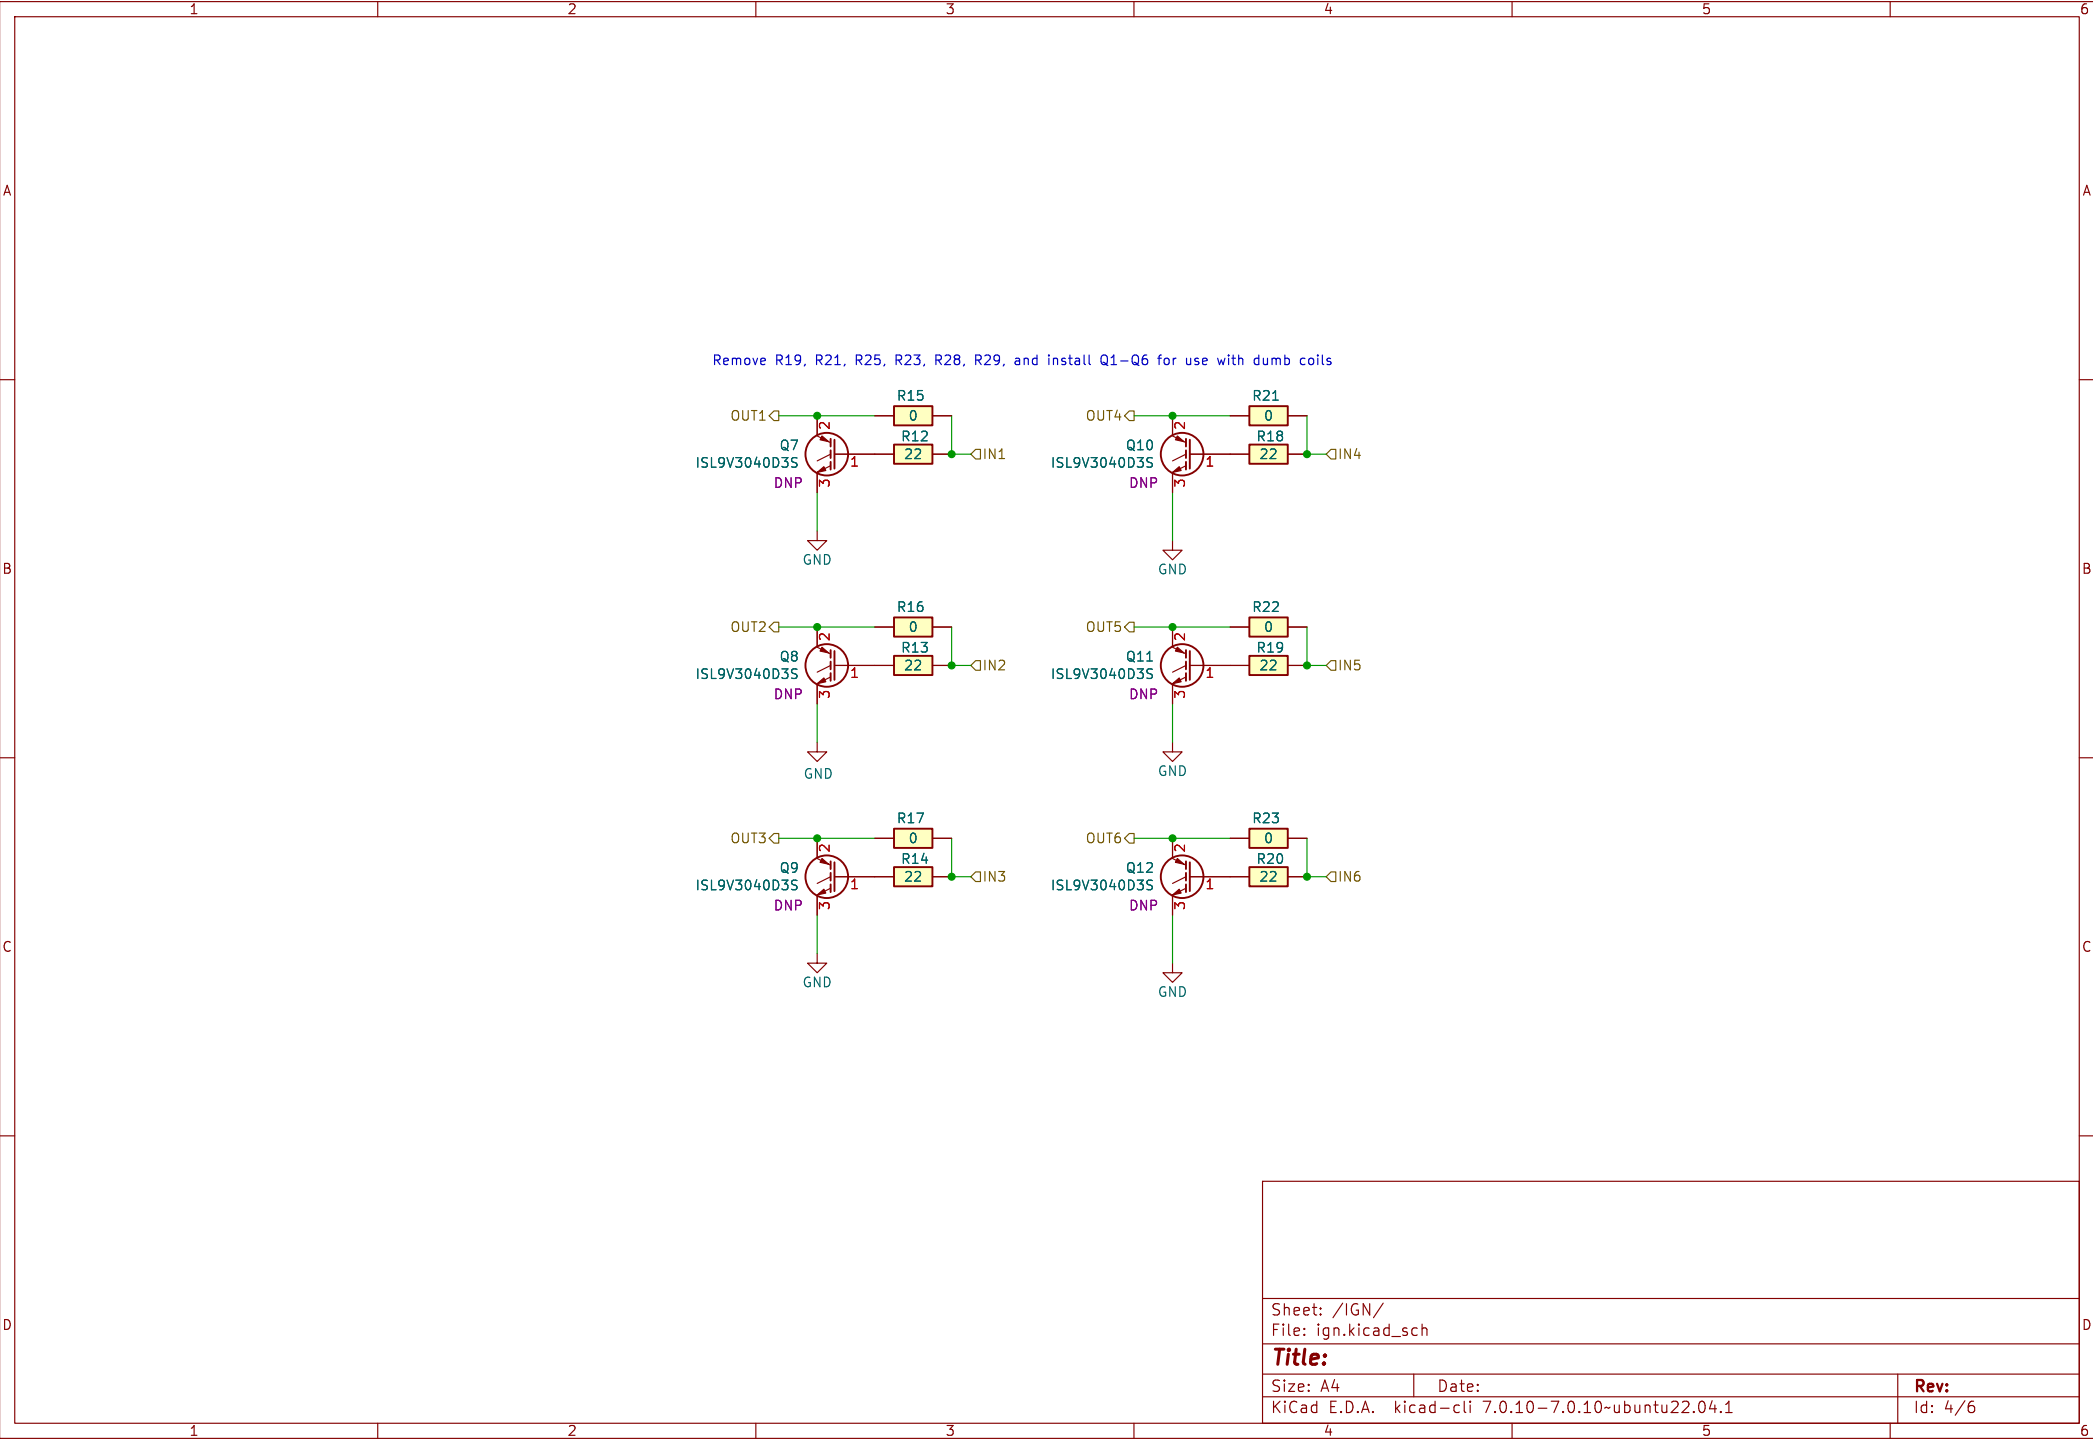 1 2 3 4 5 6
A A
Remove R19, R21, R25, R23, R28, R29, and install Q1-Q6 for use with dumb coils
R15
OUT1 0
2
Q7 R12
ISL9V3040D3S 1 22 IN1
DNP 3
GND
R21
OUT4 0
2
Q10 R18
ISL9V3040D3S 1 22 IN4
DNP 3
GND
B B
R16
OUT2 0
2
Q8 R13
ISL9V3040D3S 1 22 IN2
DNP 3
GND
R22
OUT5 0
2
Q11 R19
ISL9V3040D3S 1 22 IN5
DNP 3
GND
R17
OUT3 0
2
Q9 R14
ISL9V3040D3S 1 22 IN3
DNP 3
GND
R23
OUT6 0
2
Q12 R20
ISL9V3040D3S 1 22 IN6
DNP 3
GND
C C
D D
Sheet: /IGN/
File: ign.kicad_sch
Title:
Size: A4 Date: Rev:
KiCad E.D.A. kicad-cli 7.0.10-7.0.10~ubuntu22.04.1 Id: 4/6
1 2 3 4 5 6